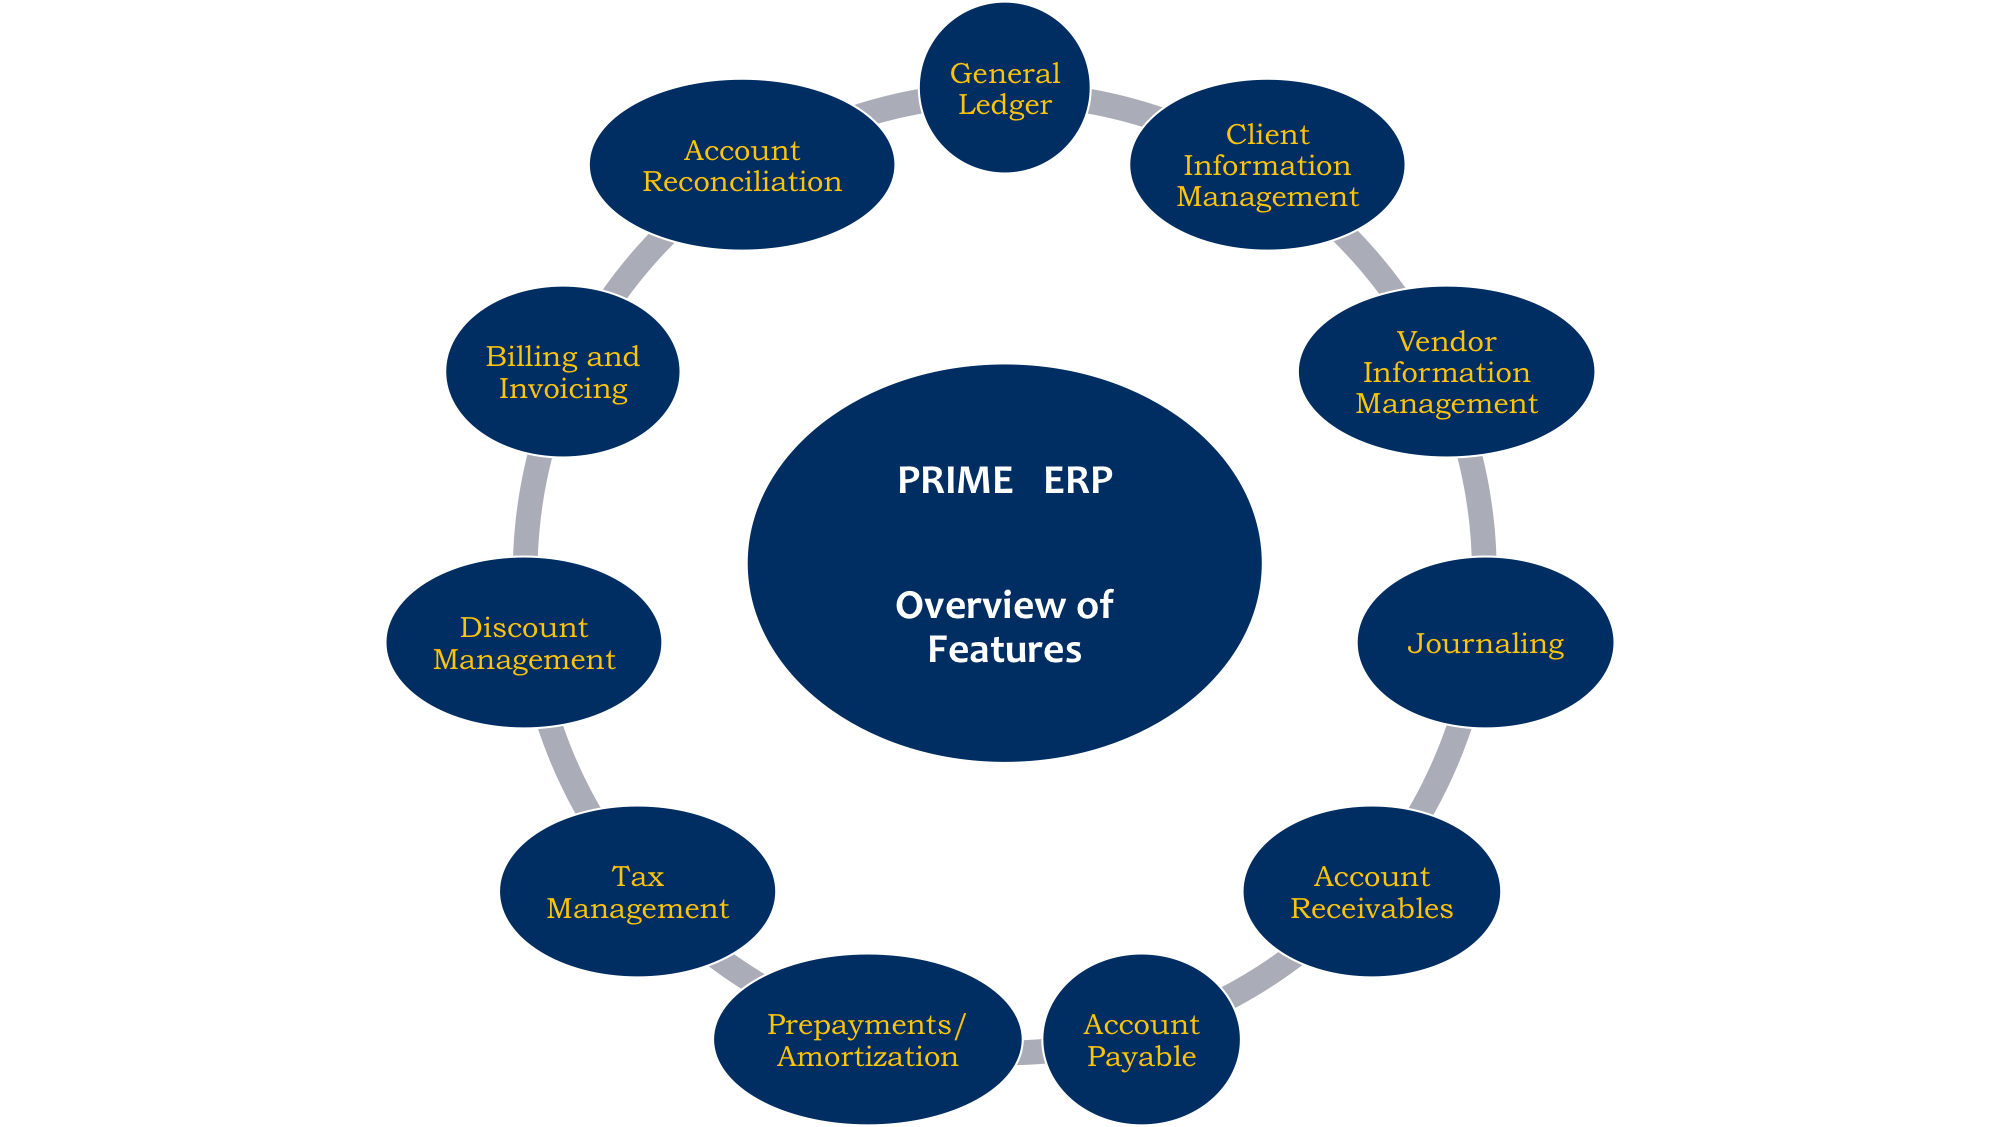 General
Ledger
Client
Information
Management
Vendor
Information
Management
Journaling
Account
Receivables
Account
Payable
Prepayments/
Amortization
Tax
Management
Discount
Management
Billing and
Invoicing
Account
Reconciliation
PRIME ERP
Overview of
Features